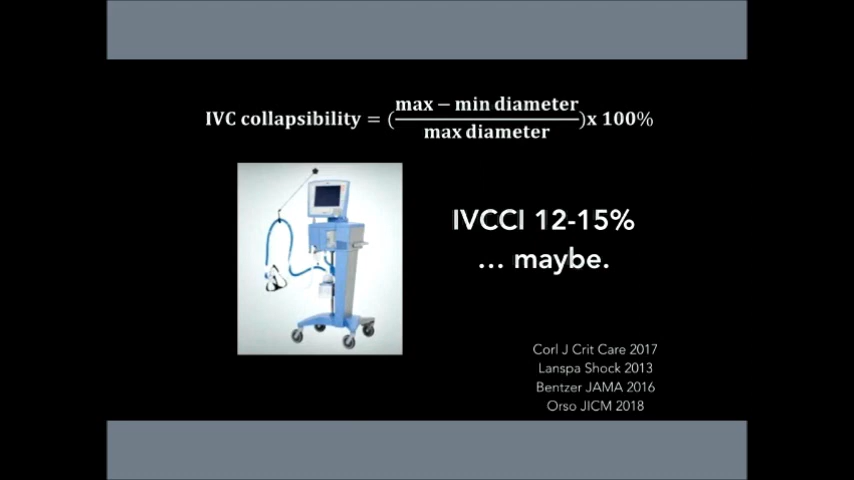 IVC collapsibility = (max − min diameter / max diameter)x 100%
IVCCI 12-15%
... maybe.
Corl J Crit Care 2017
Lanspa Shock 2013
Bentzer JAMA 2016
Orso JICM 2018